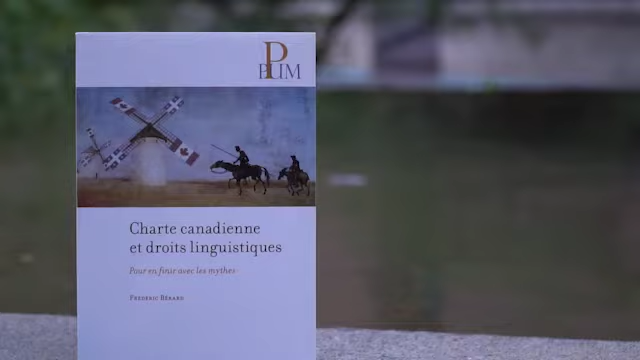 PUM
Charte canadienne
et droits linguistiques
Pour en finir avec les mythes
Frédéric Bérard